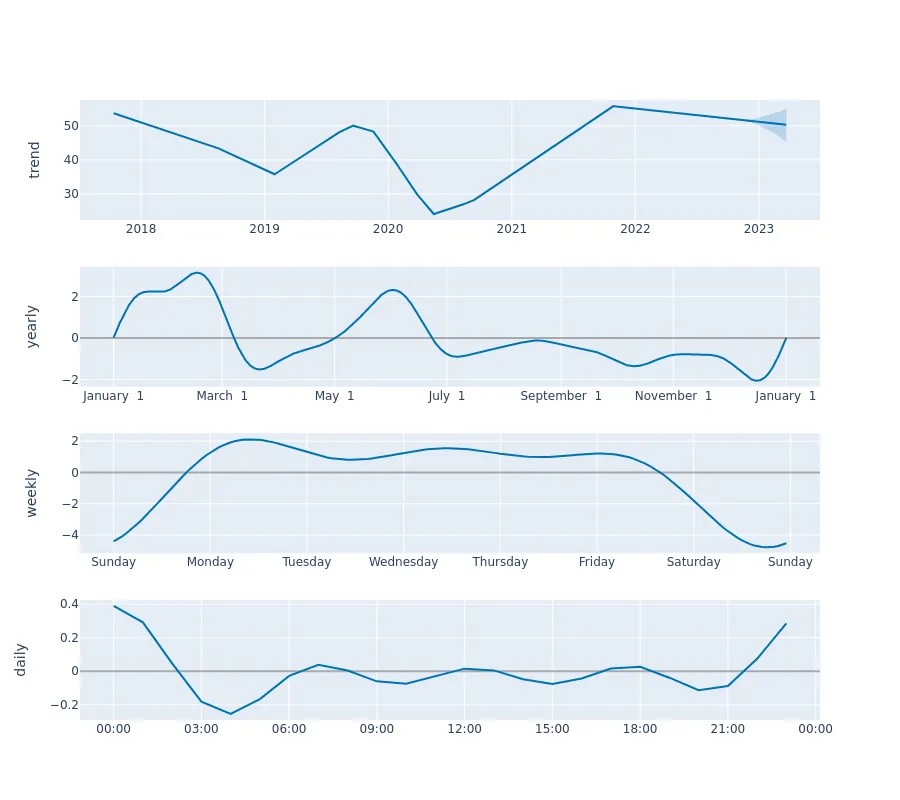 trend
50
40
30
2018 2019 2020 2021 2022 2023
yearly
2
0
−2
January 1 March 1 May 1 July 1 September 1 November 1 January 1
weekly
2
0
−2
−4
Sunday Monday Tuesday Wednesday Thursday Friday Saturday Sunday
daily
0.4
0.2
0
−0.2
00:00 03:00 06:00 09:00 12:00 15:00 18:00 21:00 00:00